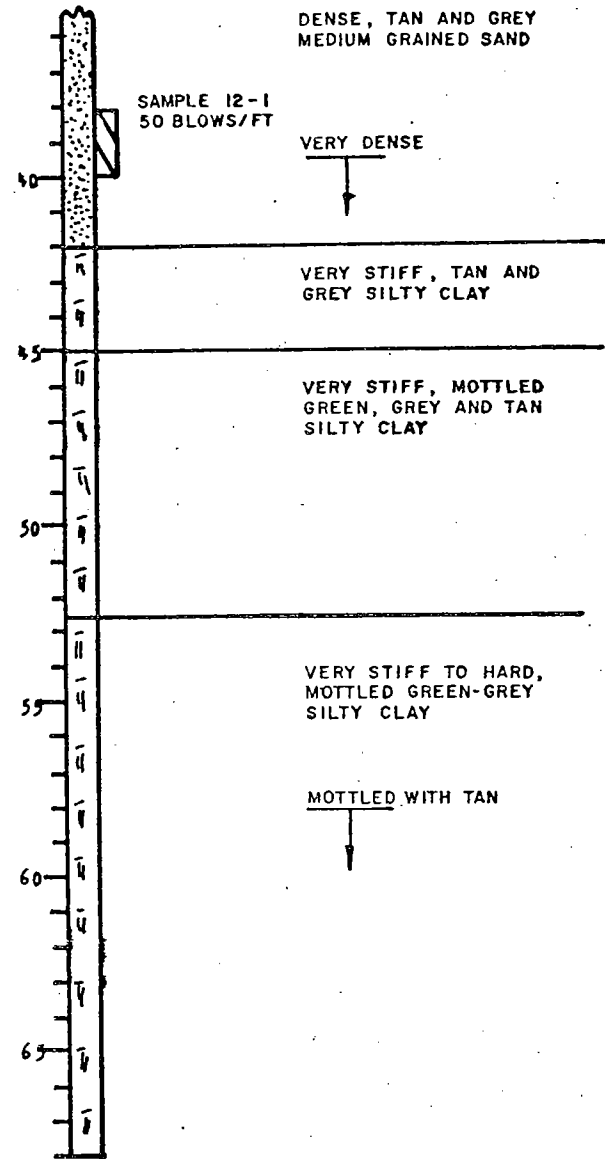 DENSE, TAN AND GREY
MEDIUM GRAINED SAND
SAMPLE 12-1
50 BLOWS/FT
VERY DENSE
40
VERY STIFF, TAN AND
GREY SILTY CLAY
45
VERY STIFF, MOTTLED
GREEN, GREY AND TAN
SILTY CLAY
50
VERY STIFF TO HARD,
MOTTLED GREEN-GREY
SILTY CLAY
55
MOTTLED WITH TAN
60
65